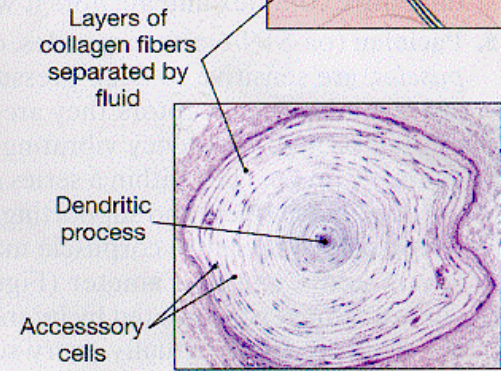 Layers of
collagen fibers
separated by
fluid
Dendritic
process
Accesssory
cells